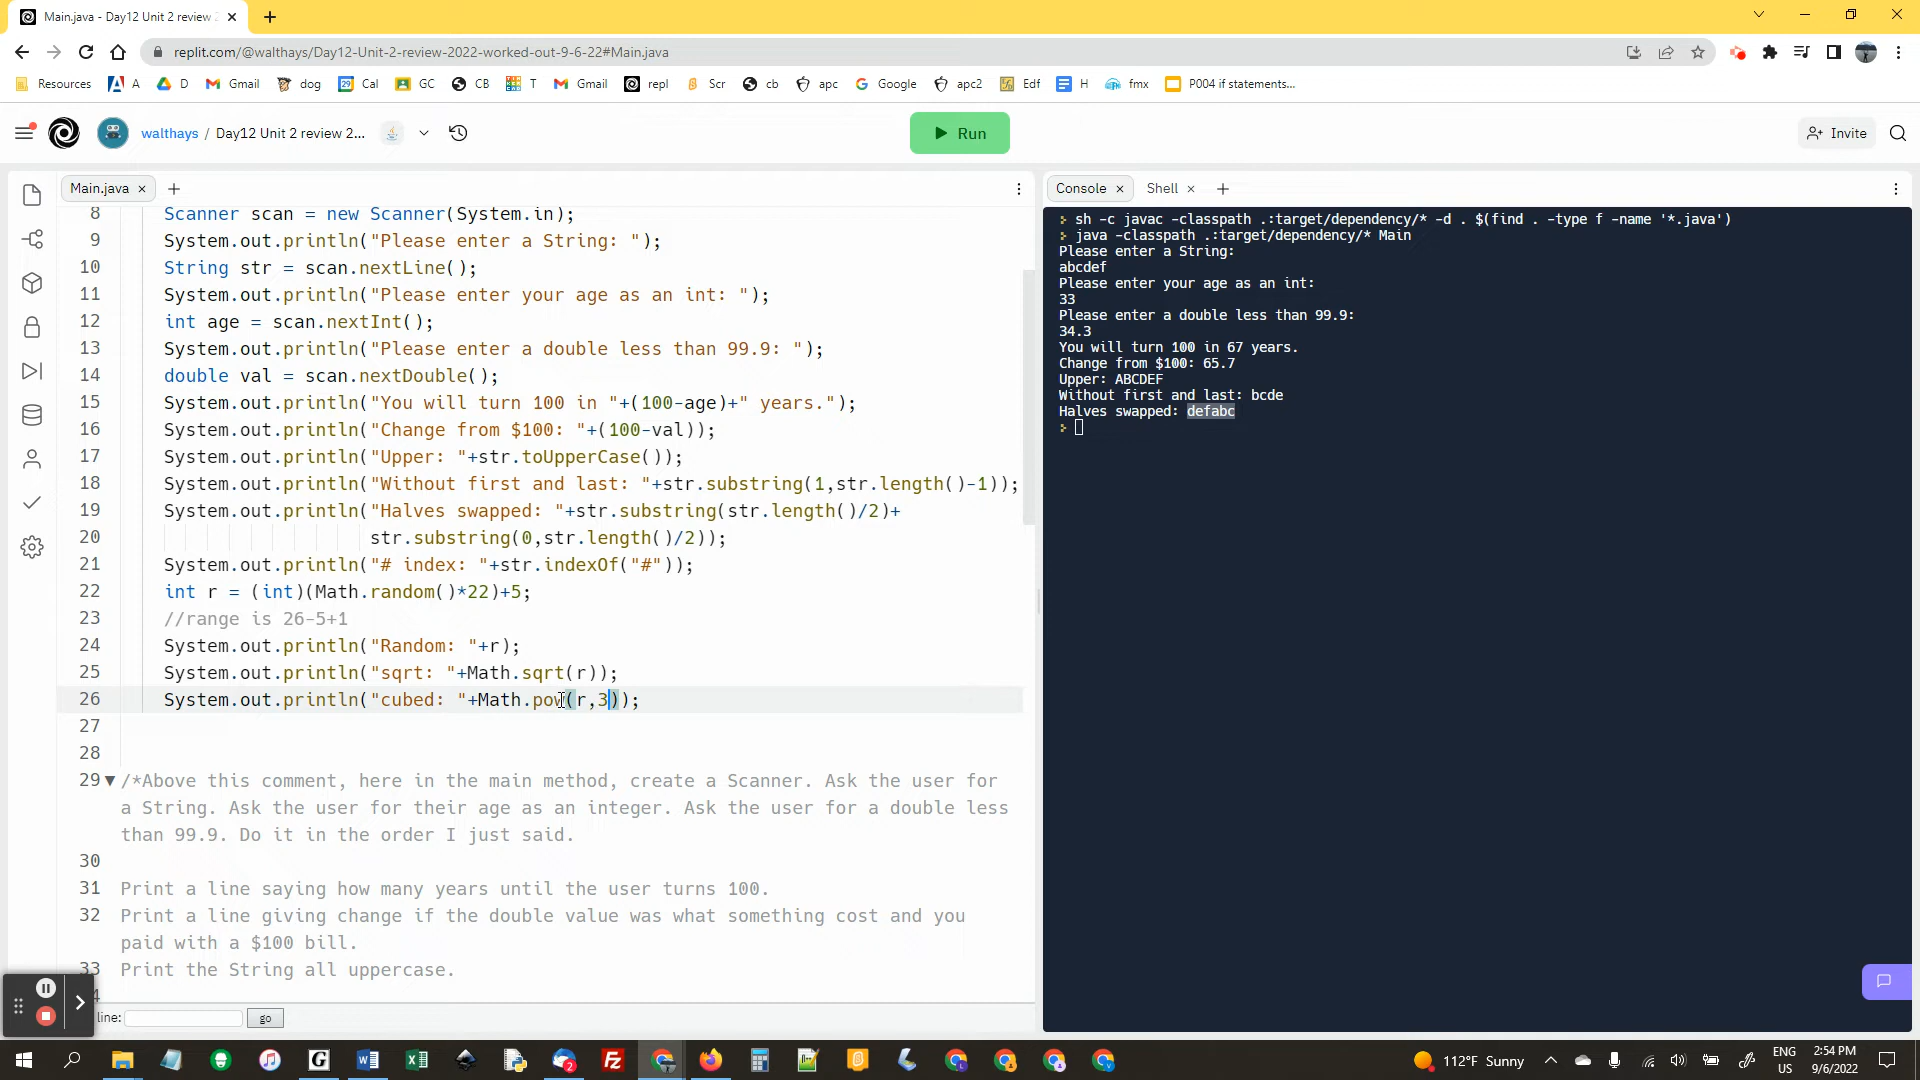 Main.java - Day12 Unit 2 review 2
replit.com/@walthays/Day12-Unit-2-review-2022-worked-out-9-6-22#Main.java
Resources A D Gmail dog Cal GC CB T Gmail repl Scr cb apc Google apc2 Edf H fmx P004 if statements...
walthays / Day12 Unit 2 review 2... Run Invite
Main.java
8 Scanner scan = new Scanner(System.in);
9 System.out.println("Please enter a String: ");
10 String str = scan.nextLine();
11 System.out.println("Please enter your age as an int: ");
12 int age = scan.nextInt();
13 System.out.println("Please enter a double less than 99.9: ");
14 double val = scan.nextDouble();
15 System.out.println("You will turn 100 in "+(100-age)+" years.");
16 System.out.println("Change from $100: "+(100-val));
17 System.out.println("Upper: "+str.toUpperCase());
18 System.out.println("Without first and last: "+str.substring(1,str.length()-1));
19 System.out.println("Halves swapped: "+str.substring(str.length()/2)+
20 str.substring(0,str.length()/2));
21 System.out.println("# index: "+str.indexOf("#"));
22 int r = (int)(Math.random()*22)+5;
23 //range is 26-5+1
24 System.out.println("Random: "+r);
25 System.out.println("sqrt: "+Math.sqrt(r));
26 System.out.println("cubed: "+Math.pow(r,3));
27
28
29 /*Above this comment, here in the main method, create a Scanner. Ask the user for
a String. Ask the user for their age as an integer. Ask the user for a double less
than 99.9. Do it in the order I just said.
30
31 Print a line saying how many years until the user turns 100.
32 Print a line giving change if the double value was what something cost and you
paid with a $100 bill.
33 Print the String all uppercase.
line: go
Console Shell
sh -c javac -classpath .:target/dependency/* -d . $(find . -type f -name '*.java')
java -classpath .:target/dependency/* Main
Please enter a String:
abcdef
Please enter your age as an int:
33
Please enter a double less than 99.9:
34.3
You will turn 100 in 67 years.
Change from $100: 65.7
Upper: ABCDEF
Without first and last: bcde
Halves swapped: defabc
112°F Sunny
ENG
US
2:54 PM
9/6/2022